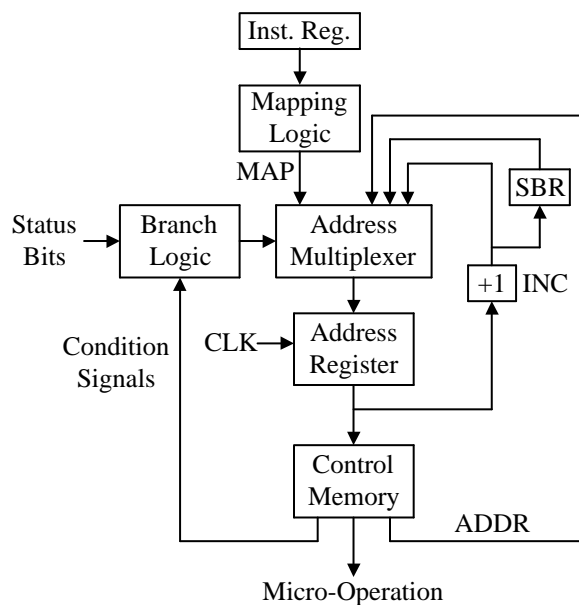 Inst. Reg.
Mapping
Logic
MAP
SBR
Status
Bits
Branch
Logic
Address
Multiplexer
+1
INC
CLK
Address
Register
Condition
Signals
Control
Memory
ADDR
Micro-Operation